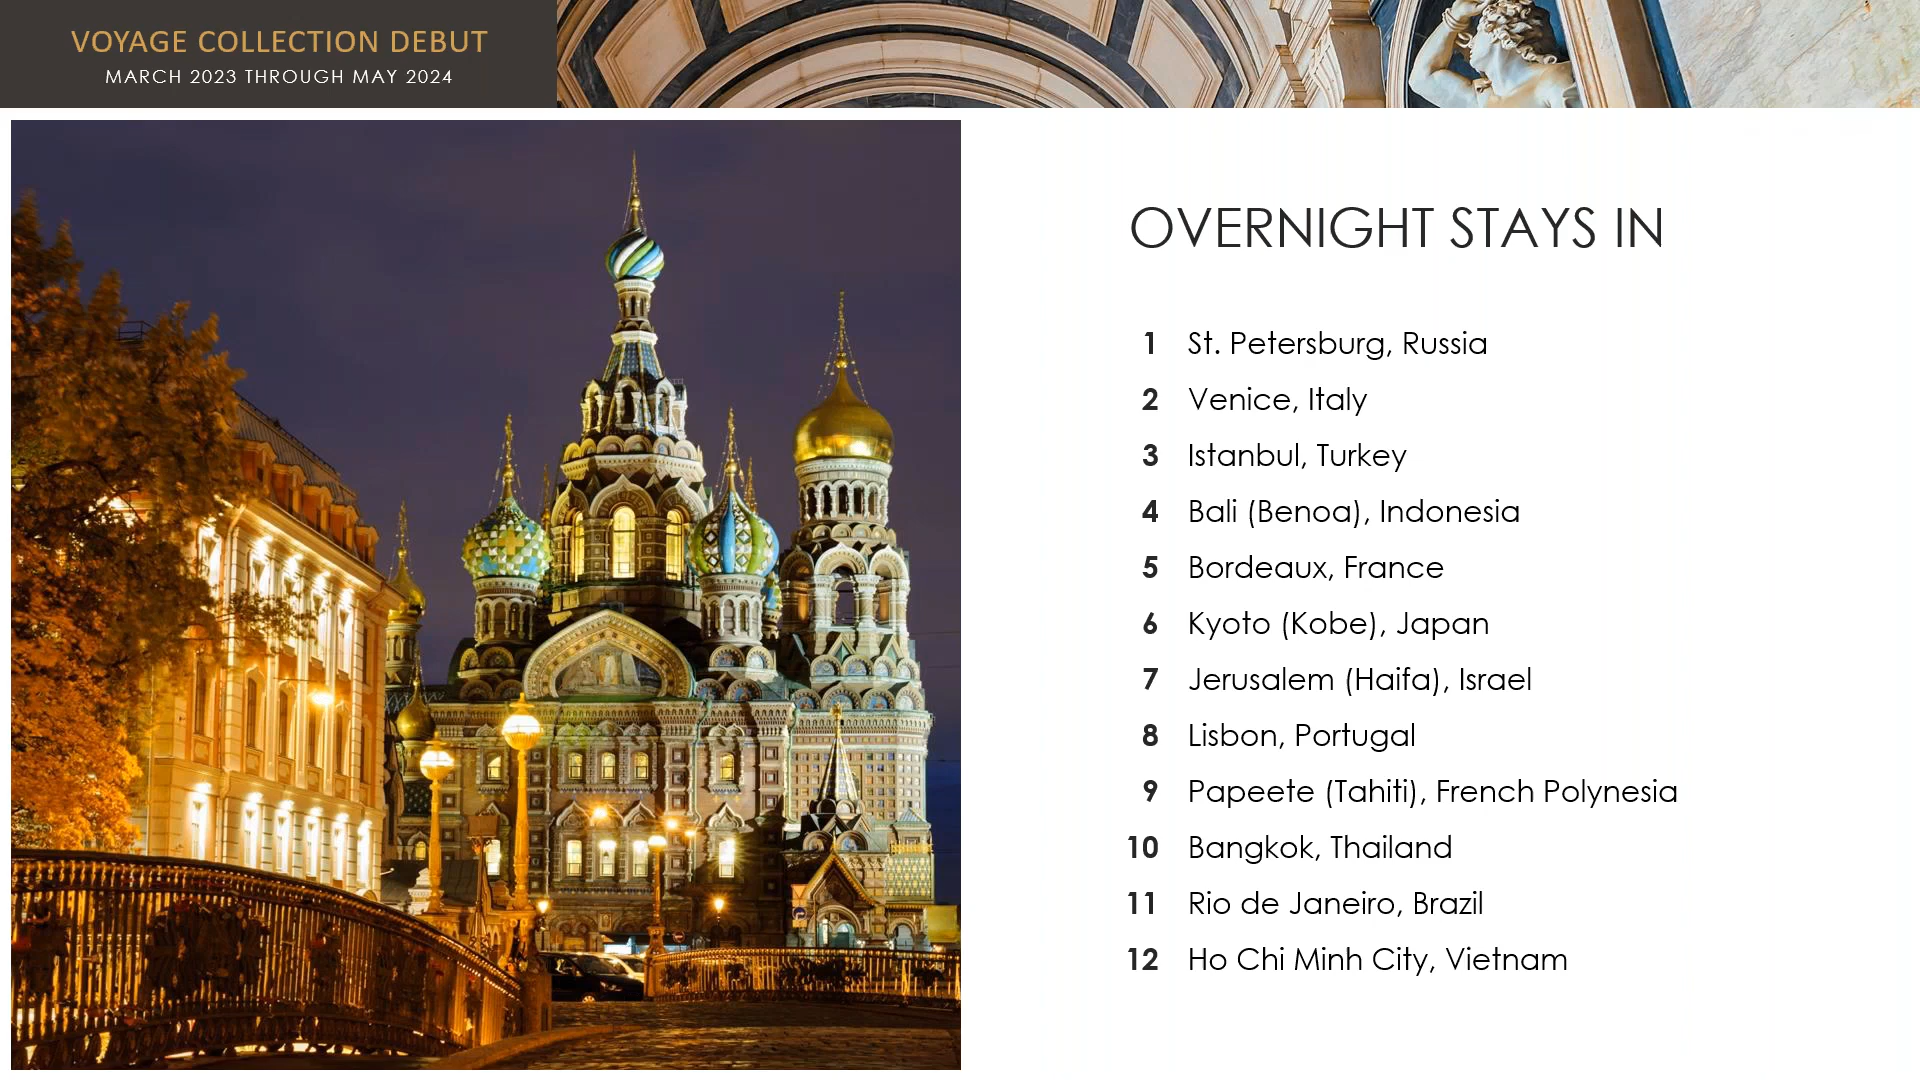 VOYAGE COLLECTION DEBUT
MARCH 2023 THROUGH MAY 2024
OVERNIGHT STAYS IN
1 St. Petersburg, Russia
2 Venice, Italy
3 Istanbul, Turkey
4 Bali (Benoa), Indonesia
5 Bordeaux, France
6 Kyoto (Kobe), Japan
7 Jerusalem (Haifa), Israel
8 Lisbon, Portugal
9 Papeete (Tahiti), French Polynesia
10 Bangkok, Thailand
11 Rio de Janeiro, Brazil
12 Ho Chi Minh City, Vietnam